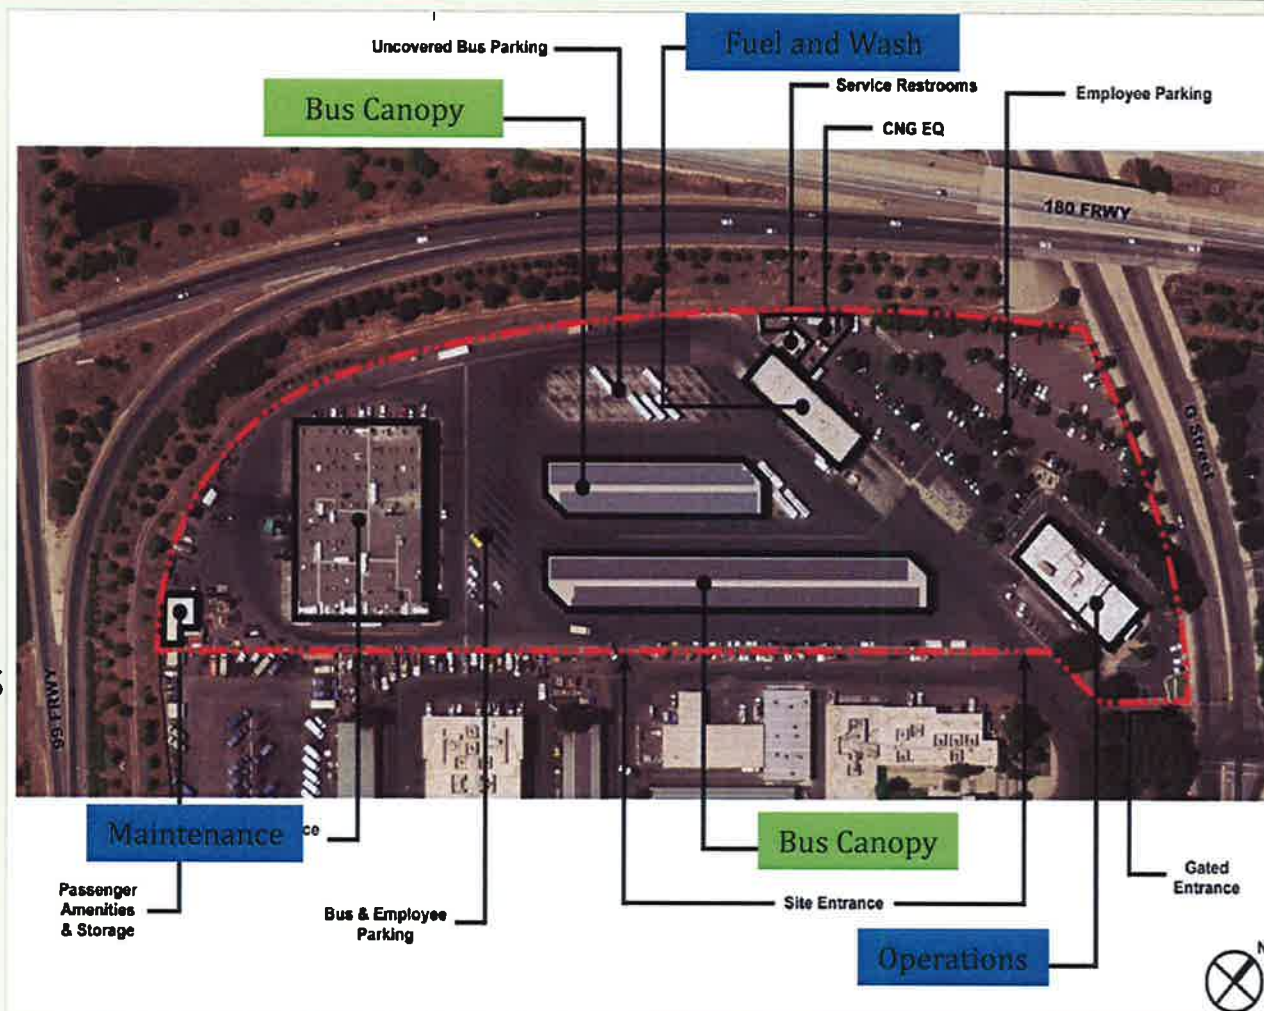 Uncovered Bus Parking
Fuel and Wash
Bus Canopy
Service Restrooms
Employee Parking
CNG EQ
180 FRWY
G Street
99 FRWY
Maintenance
ce
Bus Canopy
Passenger
Amenities
& Storage
Bus & Employee
Parking
Site Entrance
Gated
Entrance
Operations
N